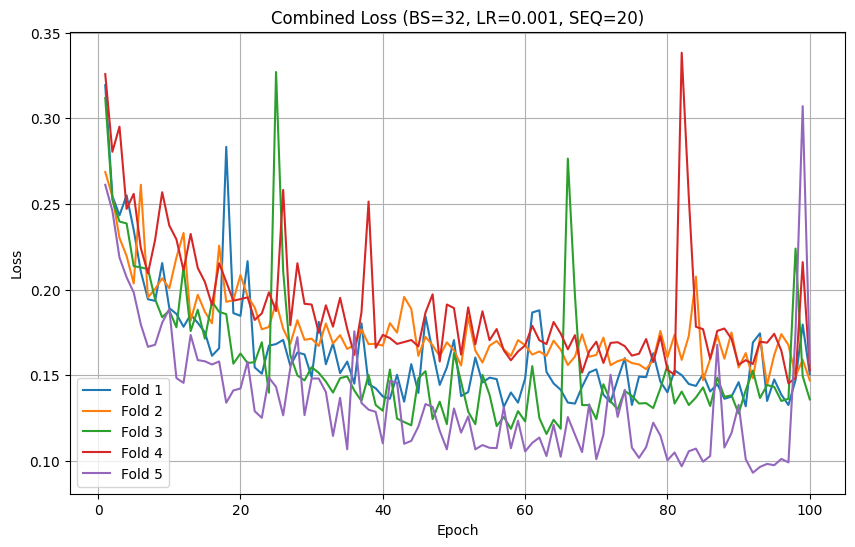 Combined Loss (BS=32, LR=0.001, SEQ=20)
Loss
0.35
0.30
0.25
0.20
0.15
0.10
Fold 1
Fold 2
Fold 3
Fold 4
Fold 5
0 20 40 60 80 100
Epoch